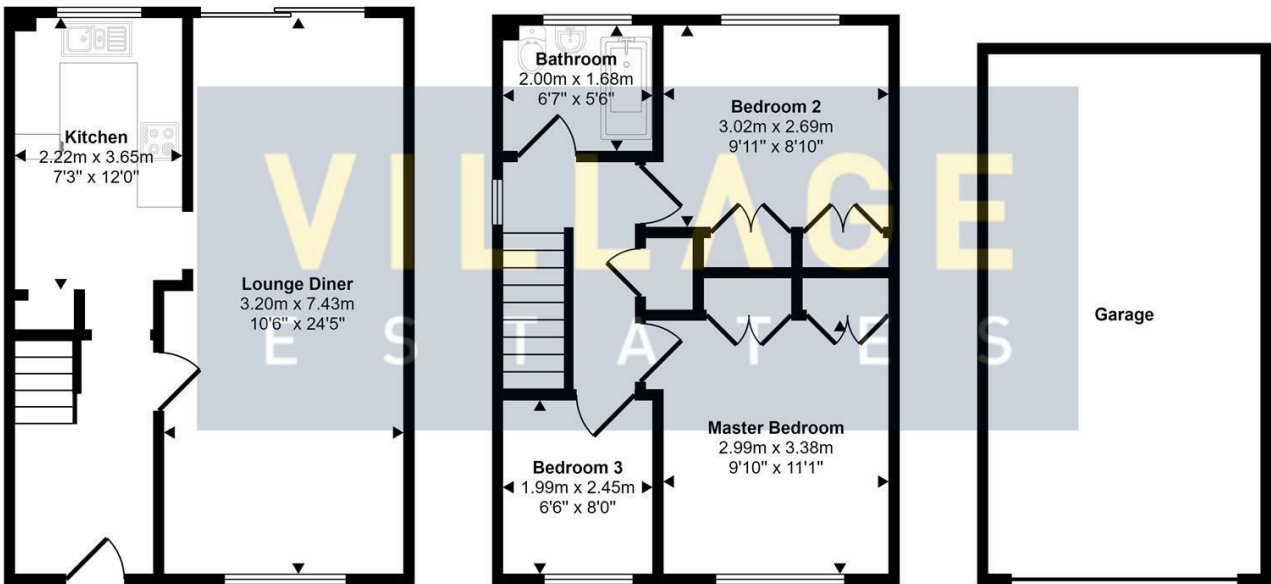 Kitchen
2.22m x 3.65m
7'3" x 12'0"
Lounge Diner
3.20m x 7.43m
10'6" x 24'5"
Bathroom
2.00m x 1.68m
6'7" x 5'6"
Bedroom 2
3.02m x 2.69m
9'11" x 8'10"
Bedroom 3
1.99m x 2.45m
6'6" x 8'0"
Master Bedroom
2.99m x 3.38m
9'10" x 11'1"
Garage
VILLAGE
ESTATES